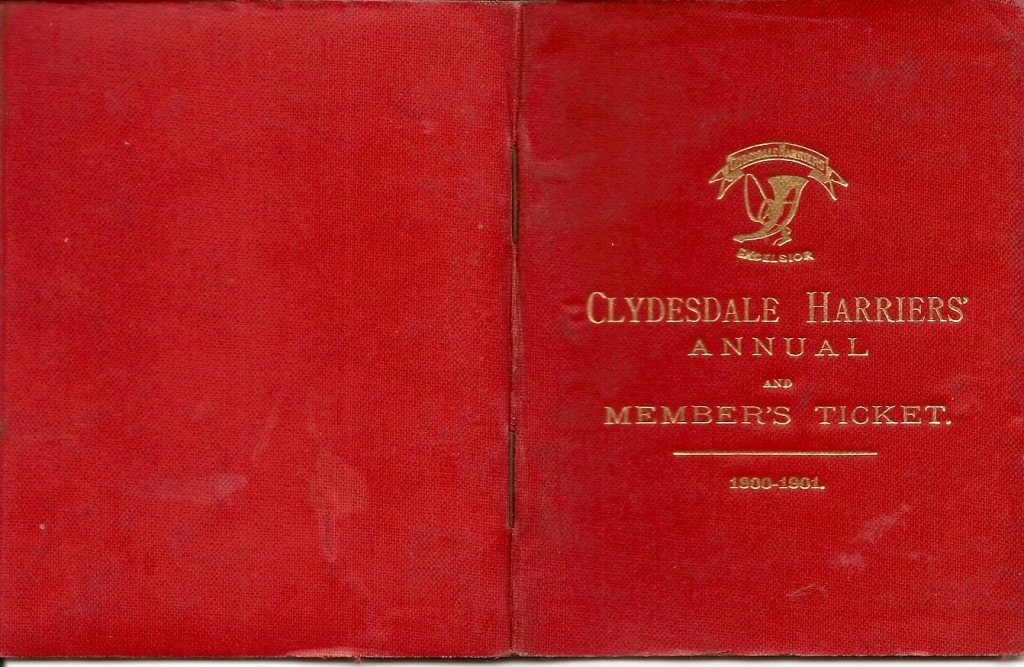 CLYDESDALE HARRIERS
EXCELSIOR
CLYDESDALE HARRIERS'
ANNUAL
AND
MEMBER'S TICKET.
1900-1901.